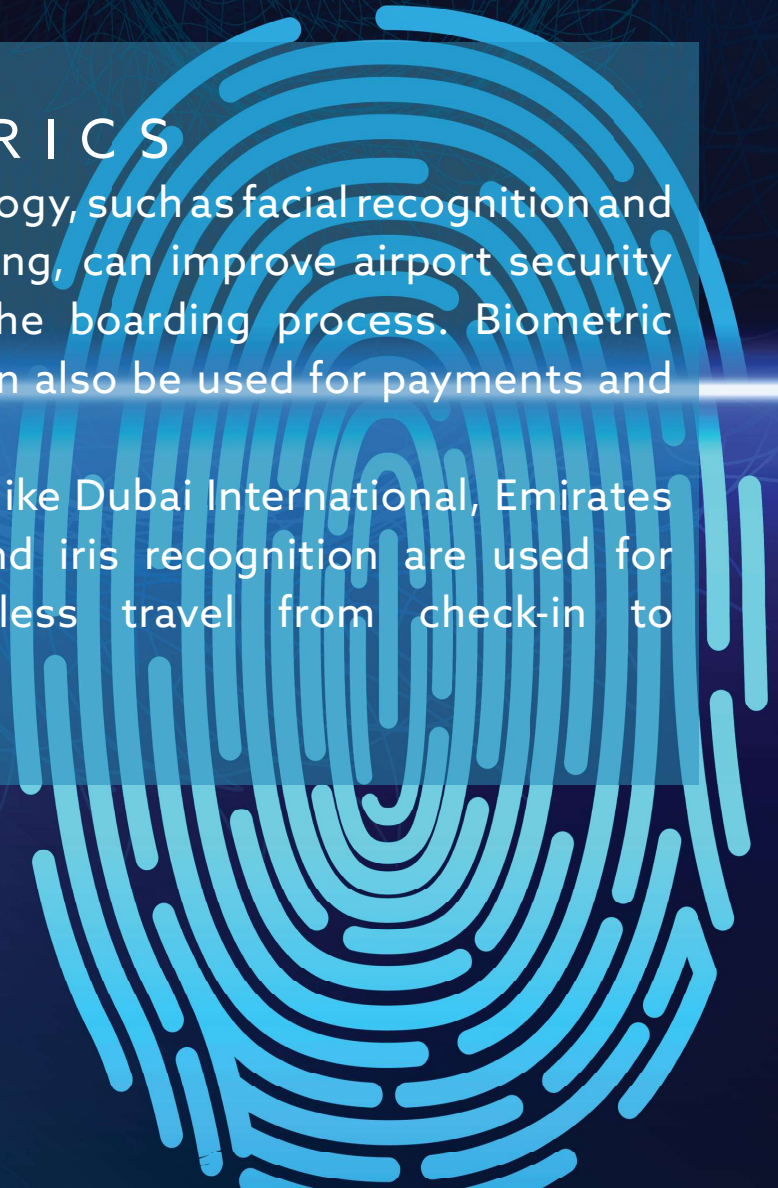 RICS
ogy, such as facial recognition and
ng, can improve airport security
he boarding process. Biometric
n also be used for payments and
ike Dubai International, Emirates
nd iris recognition are used for
less travel from check-in to